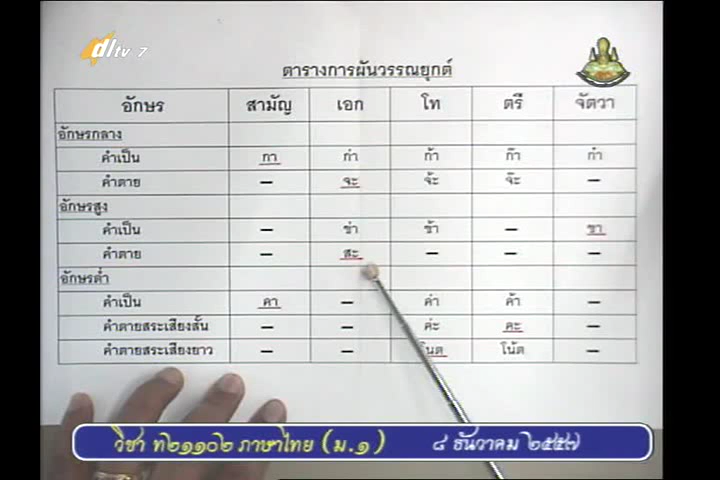 dltv 7
ตารางการผันวรรณยุกต์
อักษร สามัญ เอก โท ตรี จัตวา
อักษรกลาง
คำเป็น กา ก่า ก้า ก๊า ก๋า
คำตาย – จะ จ้ะ จ๊ะ –
อักษรสูง
คำเป็น – ข่า ข้า – ขา
คำตาย – สะ – – –
อักษรต่ำ
คำเป็น คา – ค่า ค้า –
คำตายสระเสียงสั้น – – ค่ะ คะ –
คำตายสระเสียงยาว – – โนต โน้ต –
วิชา ท๒๑๑๐๒ ภาษาไทย (ม.๑) ๘ ธันวาคม ๒๕๕๗